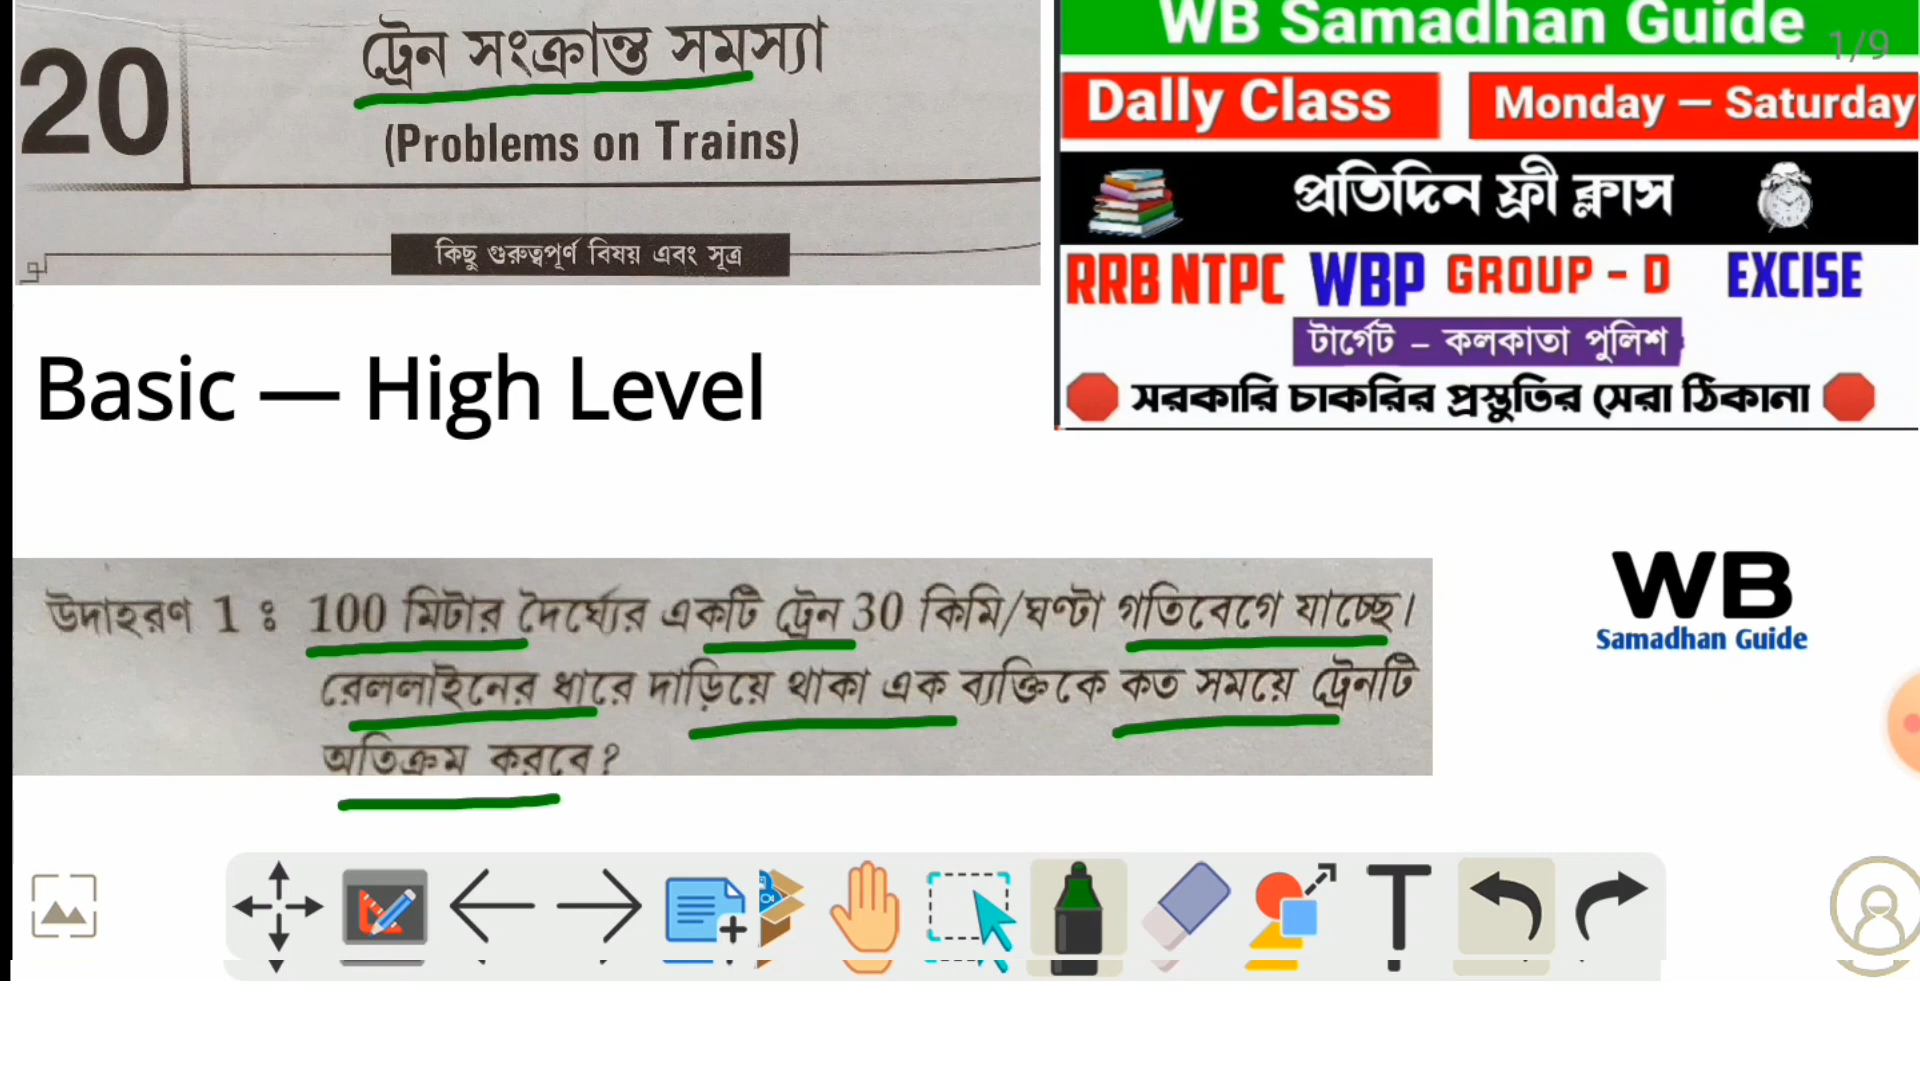 20
ট্রেন সংক্রান্ত সমস্যা
(Problems on Trains)
কিছু গুরুত্বপূর্ণ বিষয় এবং সূত্র
WB Samadhan Guide
1/9
Dally Class
Monday — Saturday
প্রতিদিন ফ্রী ক্লাস
RRB NTPC WBP GROUP - D EXCISE
টার্গেট – কলকাতা পুলিশ
সরকারি চাকরির প্রস্তুতির সেরা ঠিকানা
Basic — High Level
উদাহরণ 1 ঃ 100 মিটার দৈর্ঘ্যের একটি ট্রেন 30 কিমি/ঘণ্টা গতিবেগে যাচ্ছে।
রেললাইনের ধারে দাড়িয়ে থাকা এক ব্যক্তিকে কত সময়ে ট্রেনটি
অতিক্রম করবে?
WB
Samadhan Guide
T